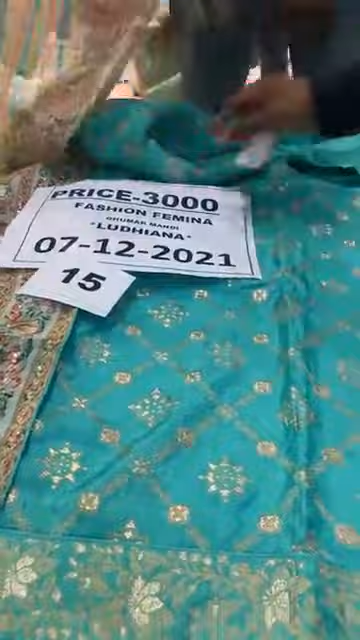 PRICE-3000
FASHION FEMINA
GHUMAR MANDI
*LUDHIANA*
07-12-2021
15